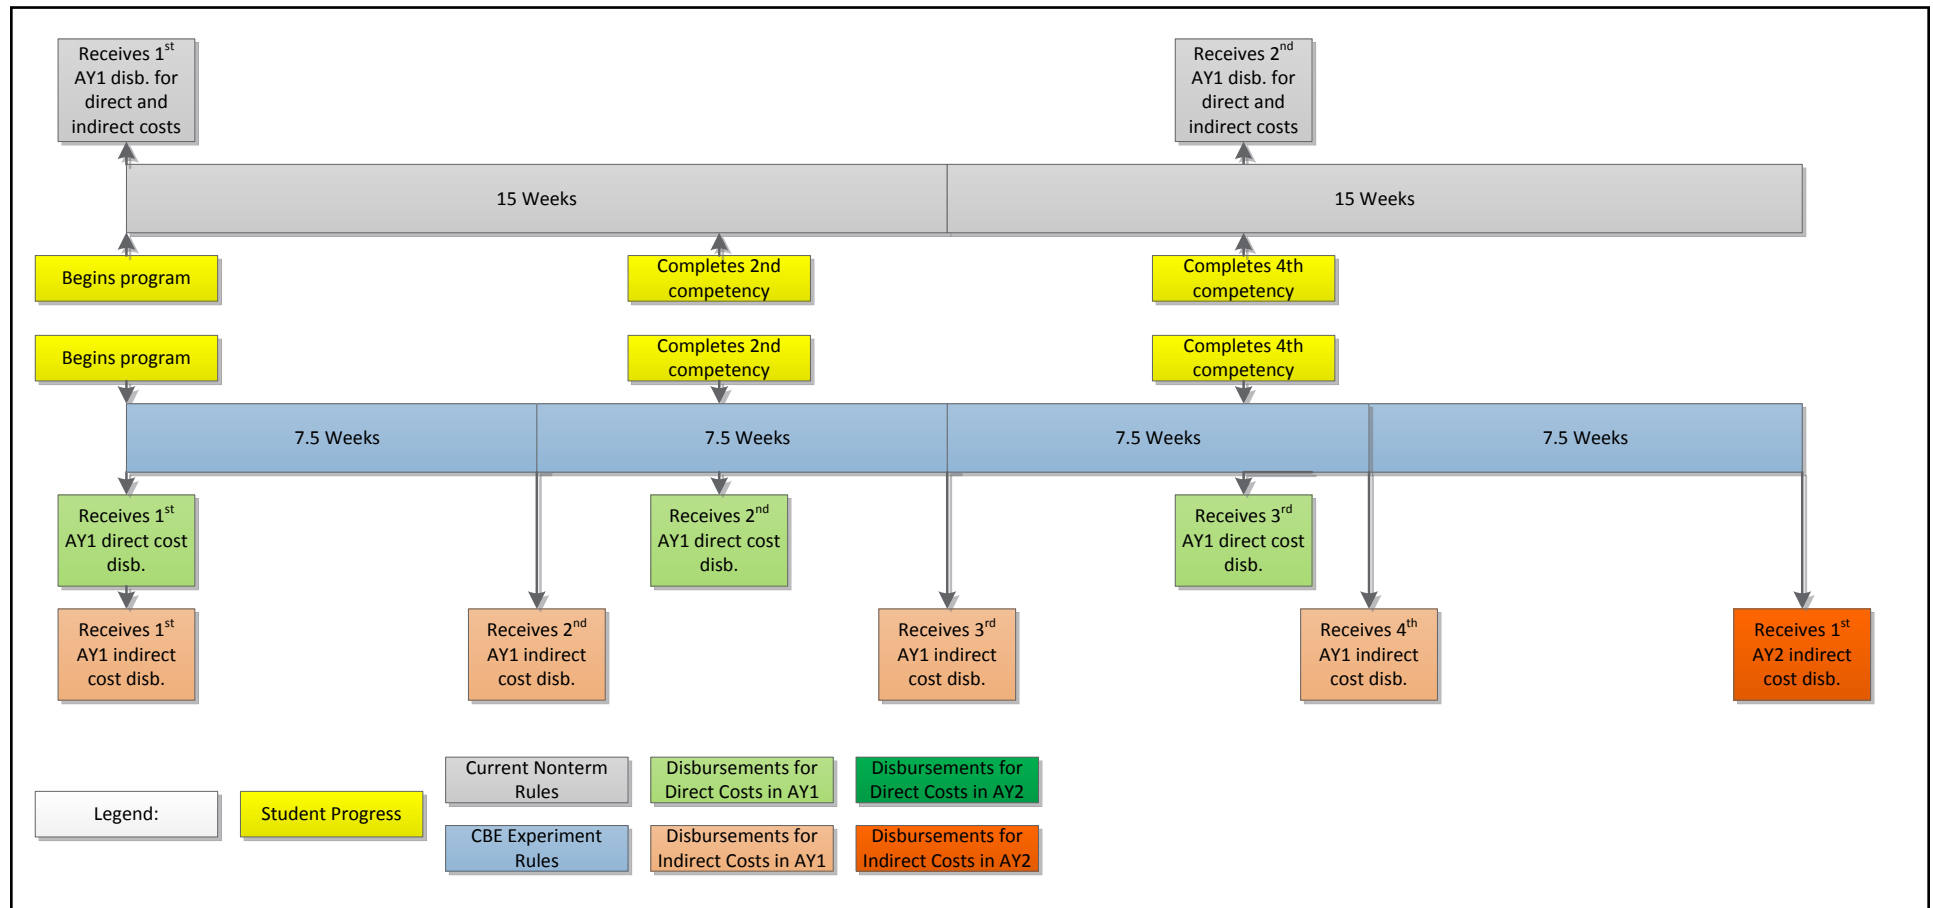 Receives 1st
AY1 disb. for
direct and
indirect costs
Receives 2nd
AY1 disb. for
direct and
indirect costs
15 Weeks
15 Weeks
Begins program
Completes 2nd
competency
Completes 4th
competency
Begins program
Completes 2nd
competency
Completes 4th
competency
7.5 Weeks
7.5 Weeks
7.5 Weeks
7.5 Weeks
Receives 1st
AY1 direct cost
disb.
Receives 2nd
AY1 direct cost
disb.
Receives 3rd
AY1 direct cost
disb.
Receives 1st
AY1 indirect
cost disb.
Receives 2nd
AY1 indirect
cost disb.
Receives 3rd
AY1 indirect
cost disb.
Receives 4th
AY1 indirect
cost disb.
Receives 1st
AY2 indirect
cost disb.
Legend:
Student Progress
Current Nonterm
Rules
Disbursements for
Direct Costs in AY1
Disbursements for
Direct Costs in AY2
CBE Experiment
Rules
Disbursements for
Indirect Costs in AY1
Disbursements for
Indirect Costs in AY2